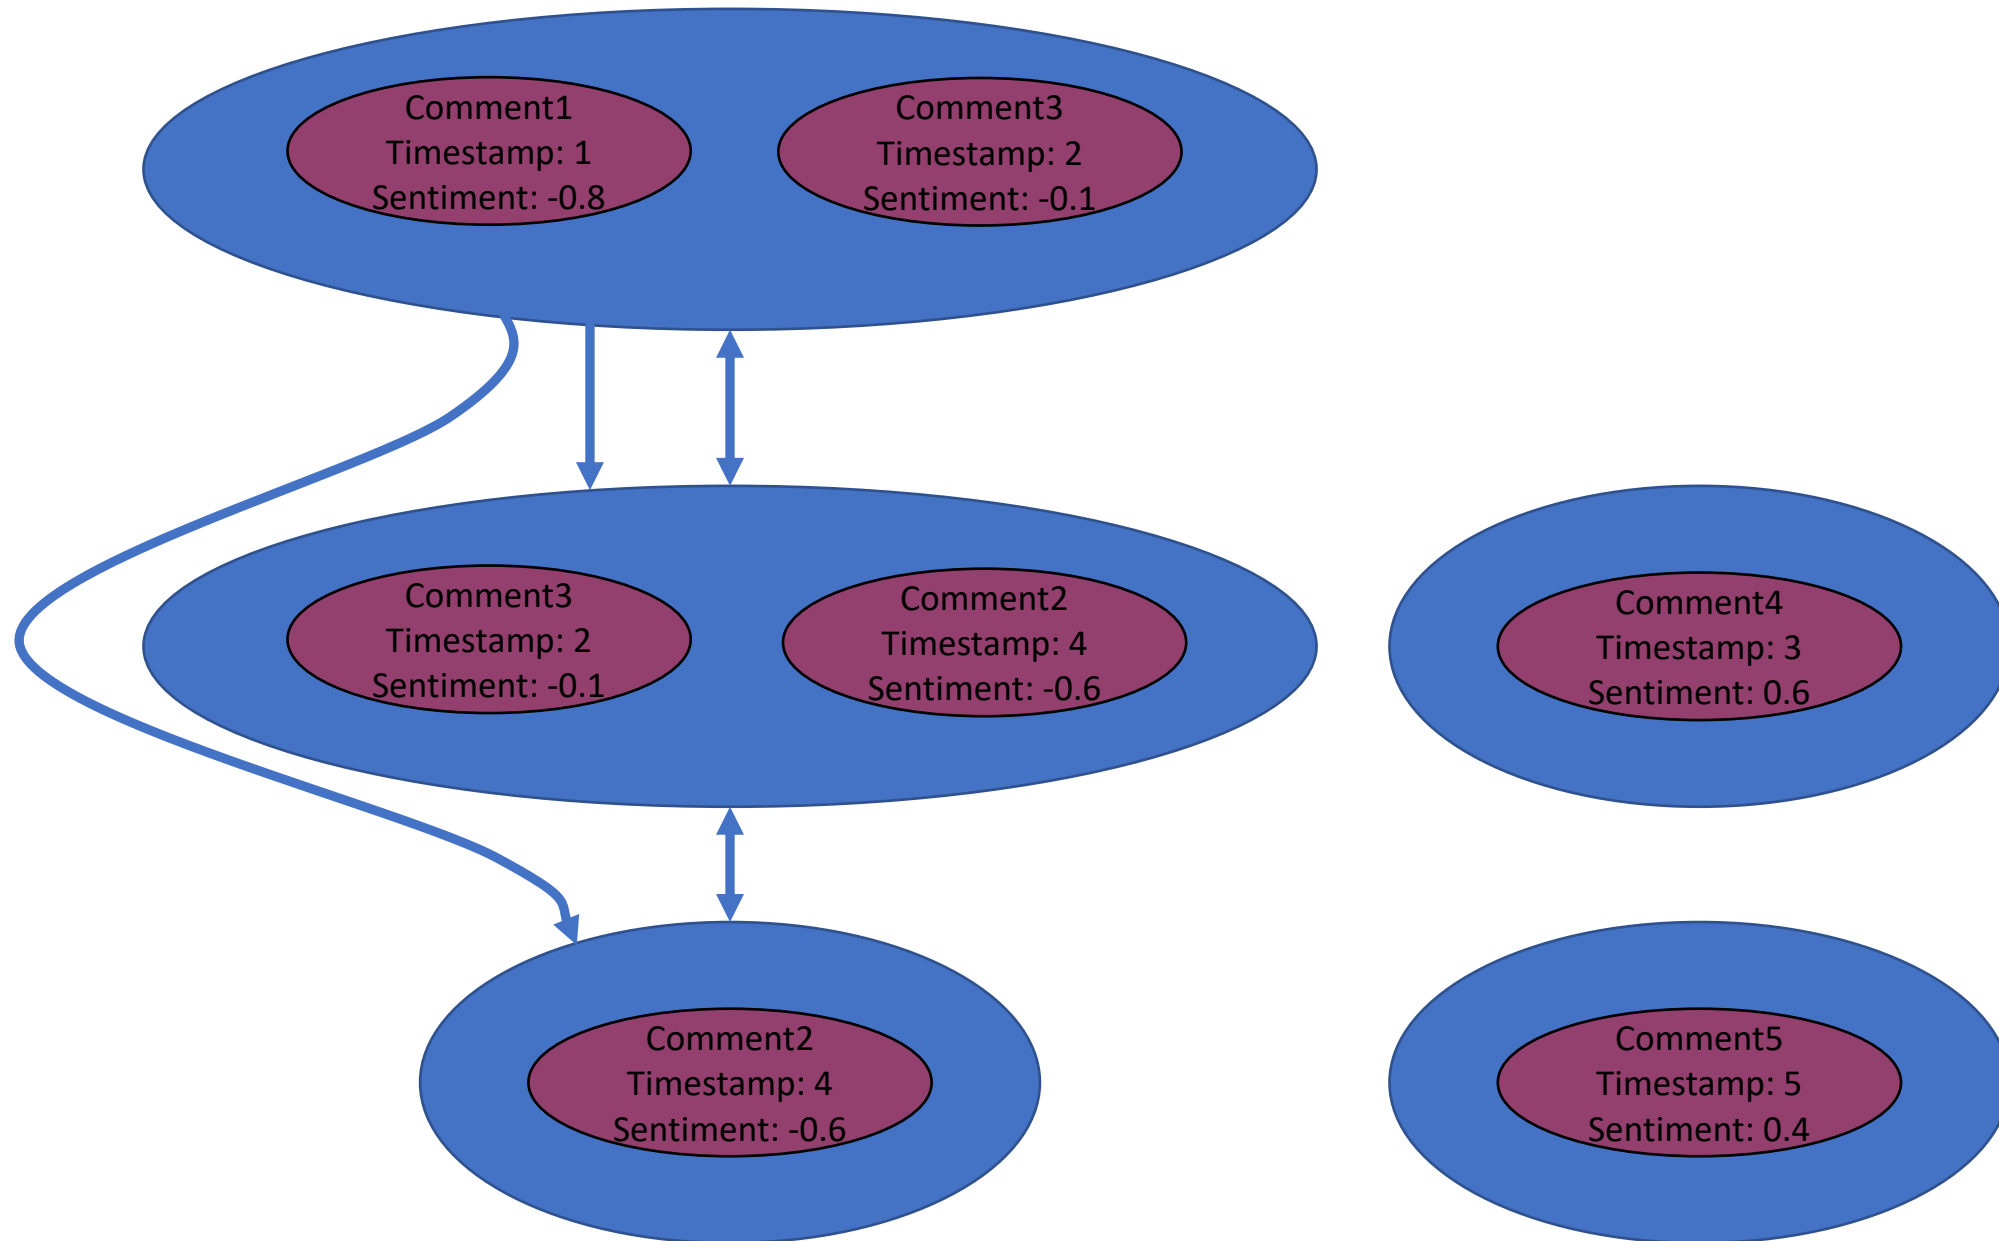 Comment1
Timestamp: 1
Sentiment: -0.8
Comment3
Timestamp: 2
Sentiment: -0.1
Comment3
Timestamp: 2
Sentiment: -0.1
Comment2
Timestamp: 4
Sentiment: -0.6
Comment4
Timestamp: 3
Sentiment: 0.6
Comment2
Timestamp: 4
Sentiment: -0.6
Comment5
Timestamp: 5
Sentiment: 0.4